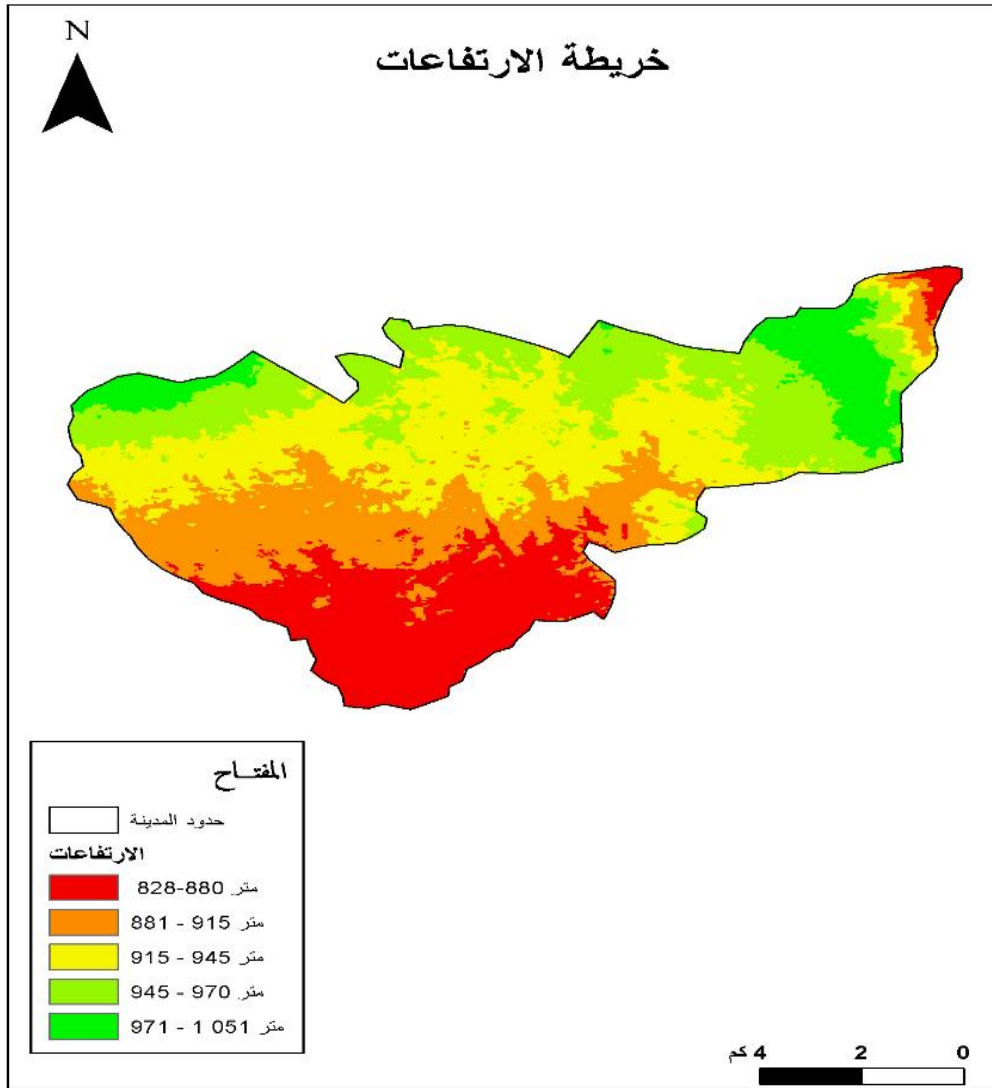 N
خريطة الارتفاعات
المفتــاح
حدود المدينة
الارتفاعات
828-880 متر
881 - 915 متر
915 - 945 متر
945 - 970 متر
971 - 1 051 متر
4 كم 2 0